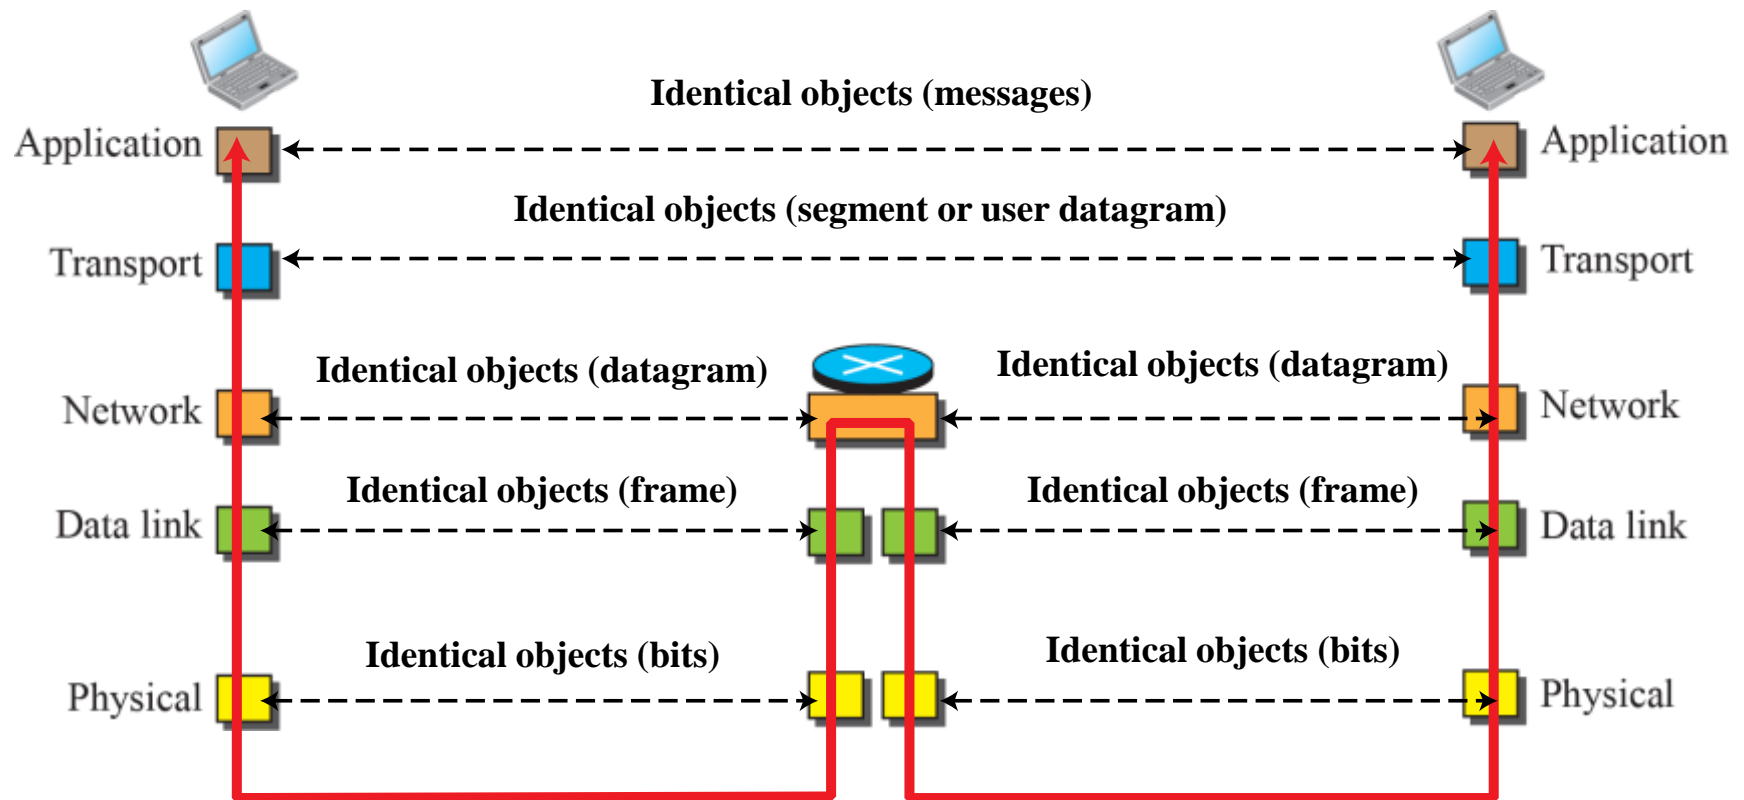 Identical objects (messages)
Application
Application
Identical objects (segment or user datagram)
Transport
Transport
Identical objects (datagram)
Identical objects (datagram)
Network
Network
Identical objects (frame)
Identical objects (frame)
Data link
Data link
Identical objects (bits)
Identical objects (bits)
Physical
Physical